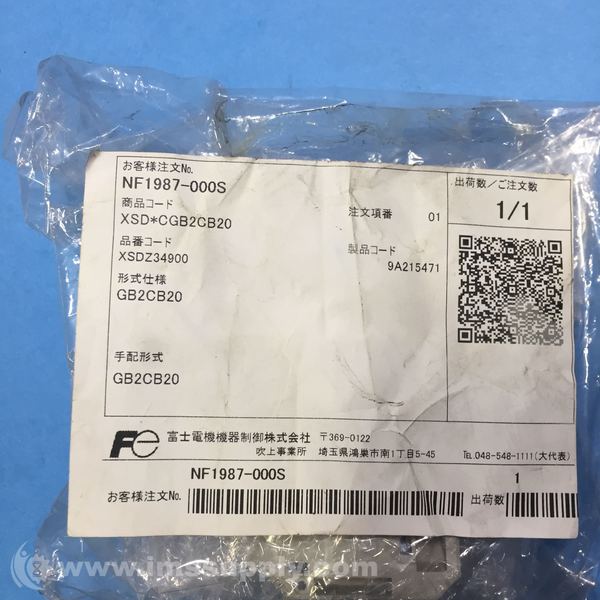 お客様注文No.
NF1987-000S
商品コード
XSD*CGB2CB20
注文項番 01
品番コード
XSDZ34900
製品コード
9A215471
形式仕様
GB2CB20
手配形式
GB2CB20
出荷数/ご注文数
1/1
Fe 富士電機機器制御株式会社 〒369-0122
吹上事業所 埼玉県鴻巣市南1丁目5-45 TEL.048-548-1111(大代表)
NF1987-000S 1
お客様注文No. 出荷数
www.imssupply.com